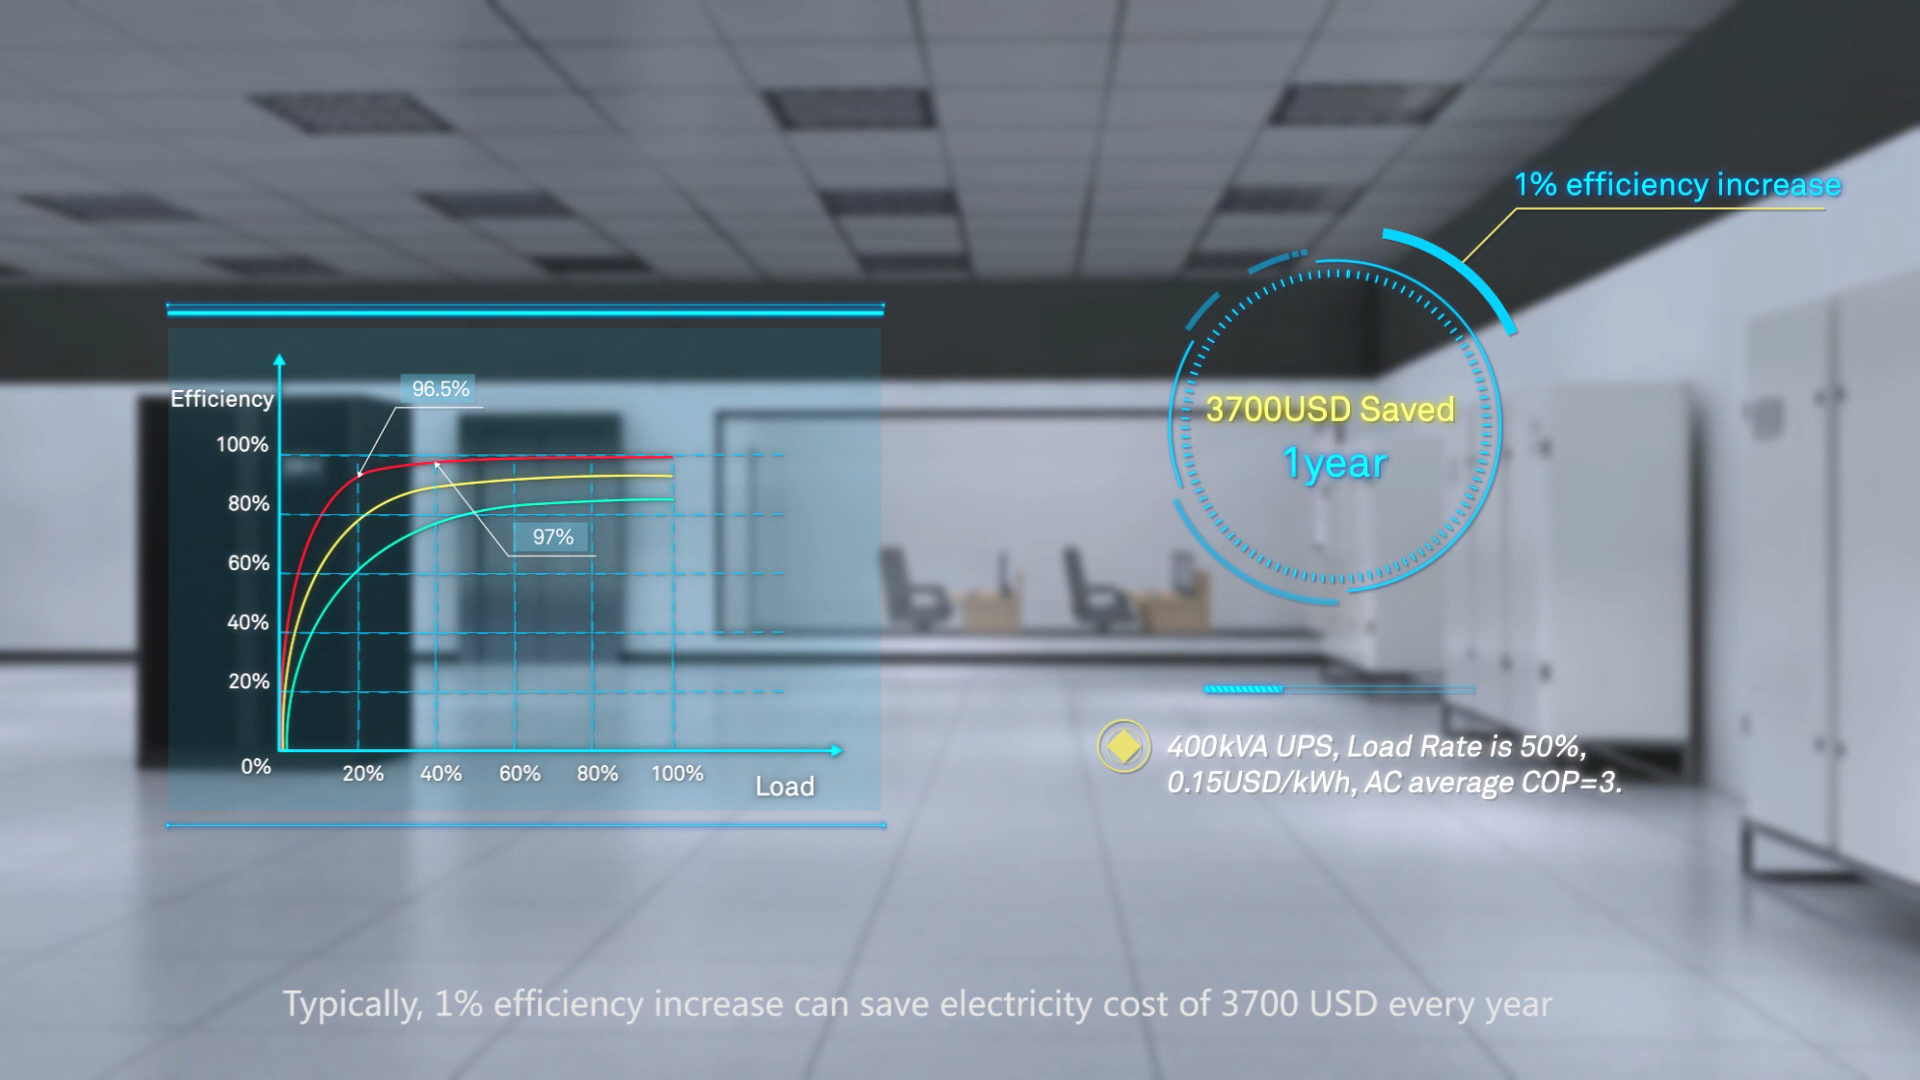 1% efficiency increase
Efficiency
96.5%
100%
80%
97%
60%
40%
20%
0%
20% 40% 60% 80% 100%
Load
3700USD Saved
1year
400kVA UPS, Load Rate is 50%,
0.15USD/kWh, AC average COP=3.
Typically, 1% efficiency increase can save electricity cost of 3700 USD every year